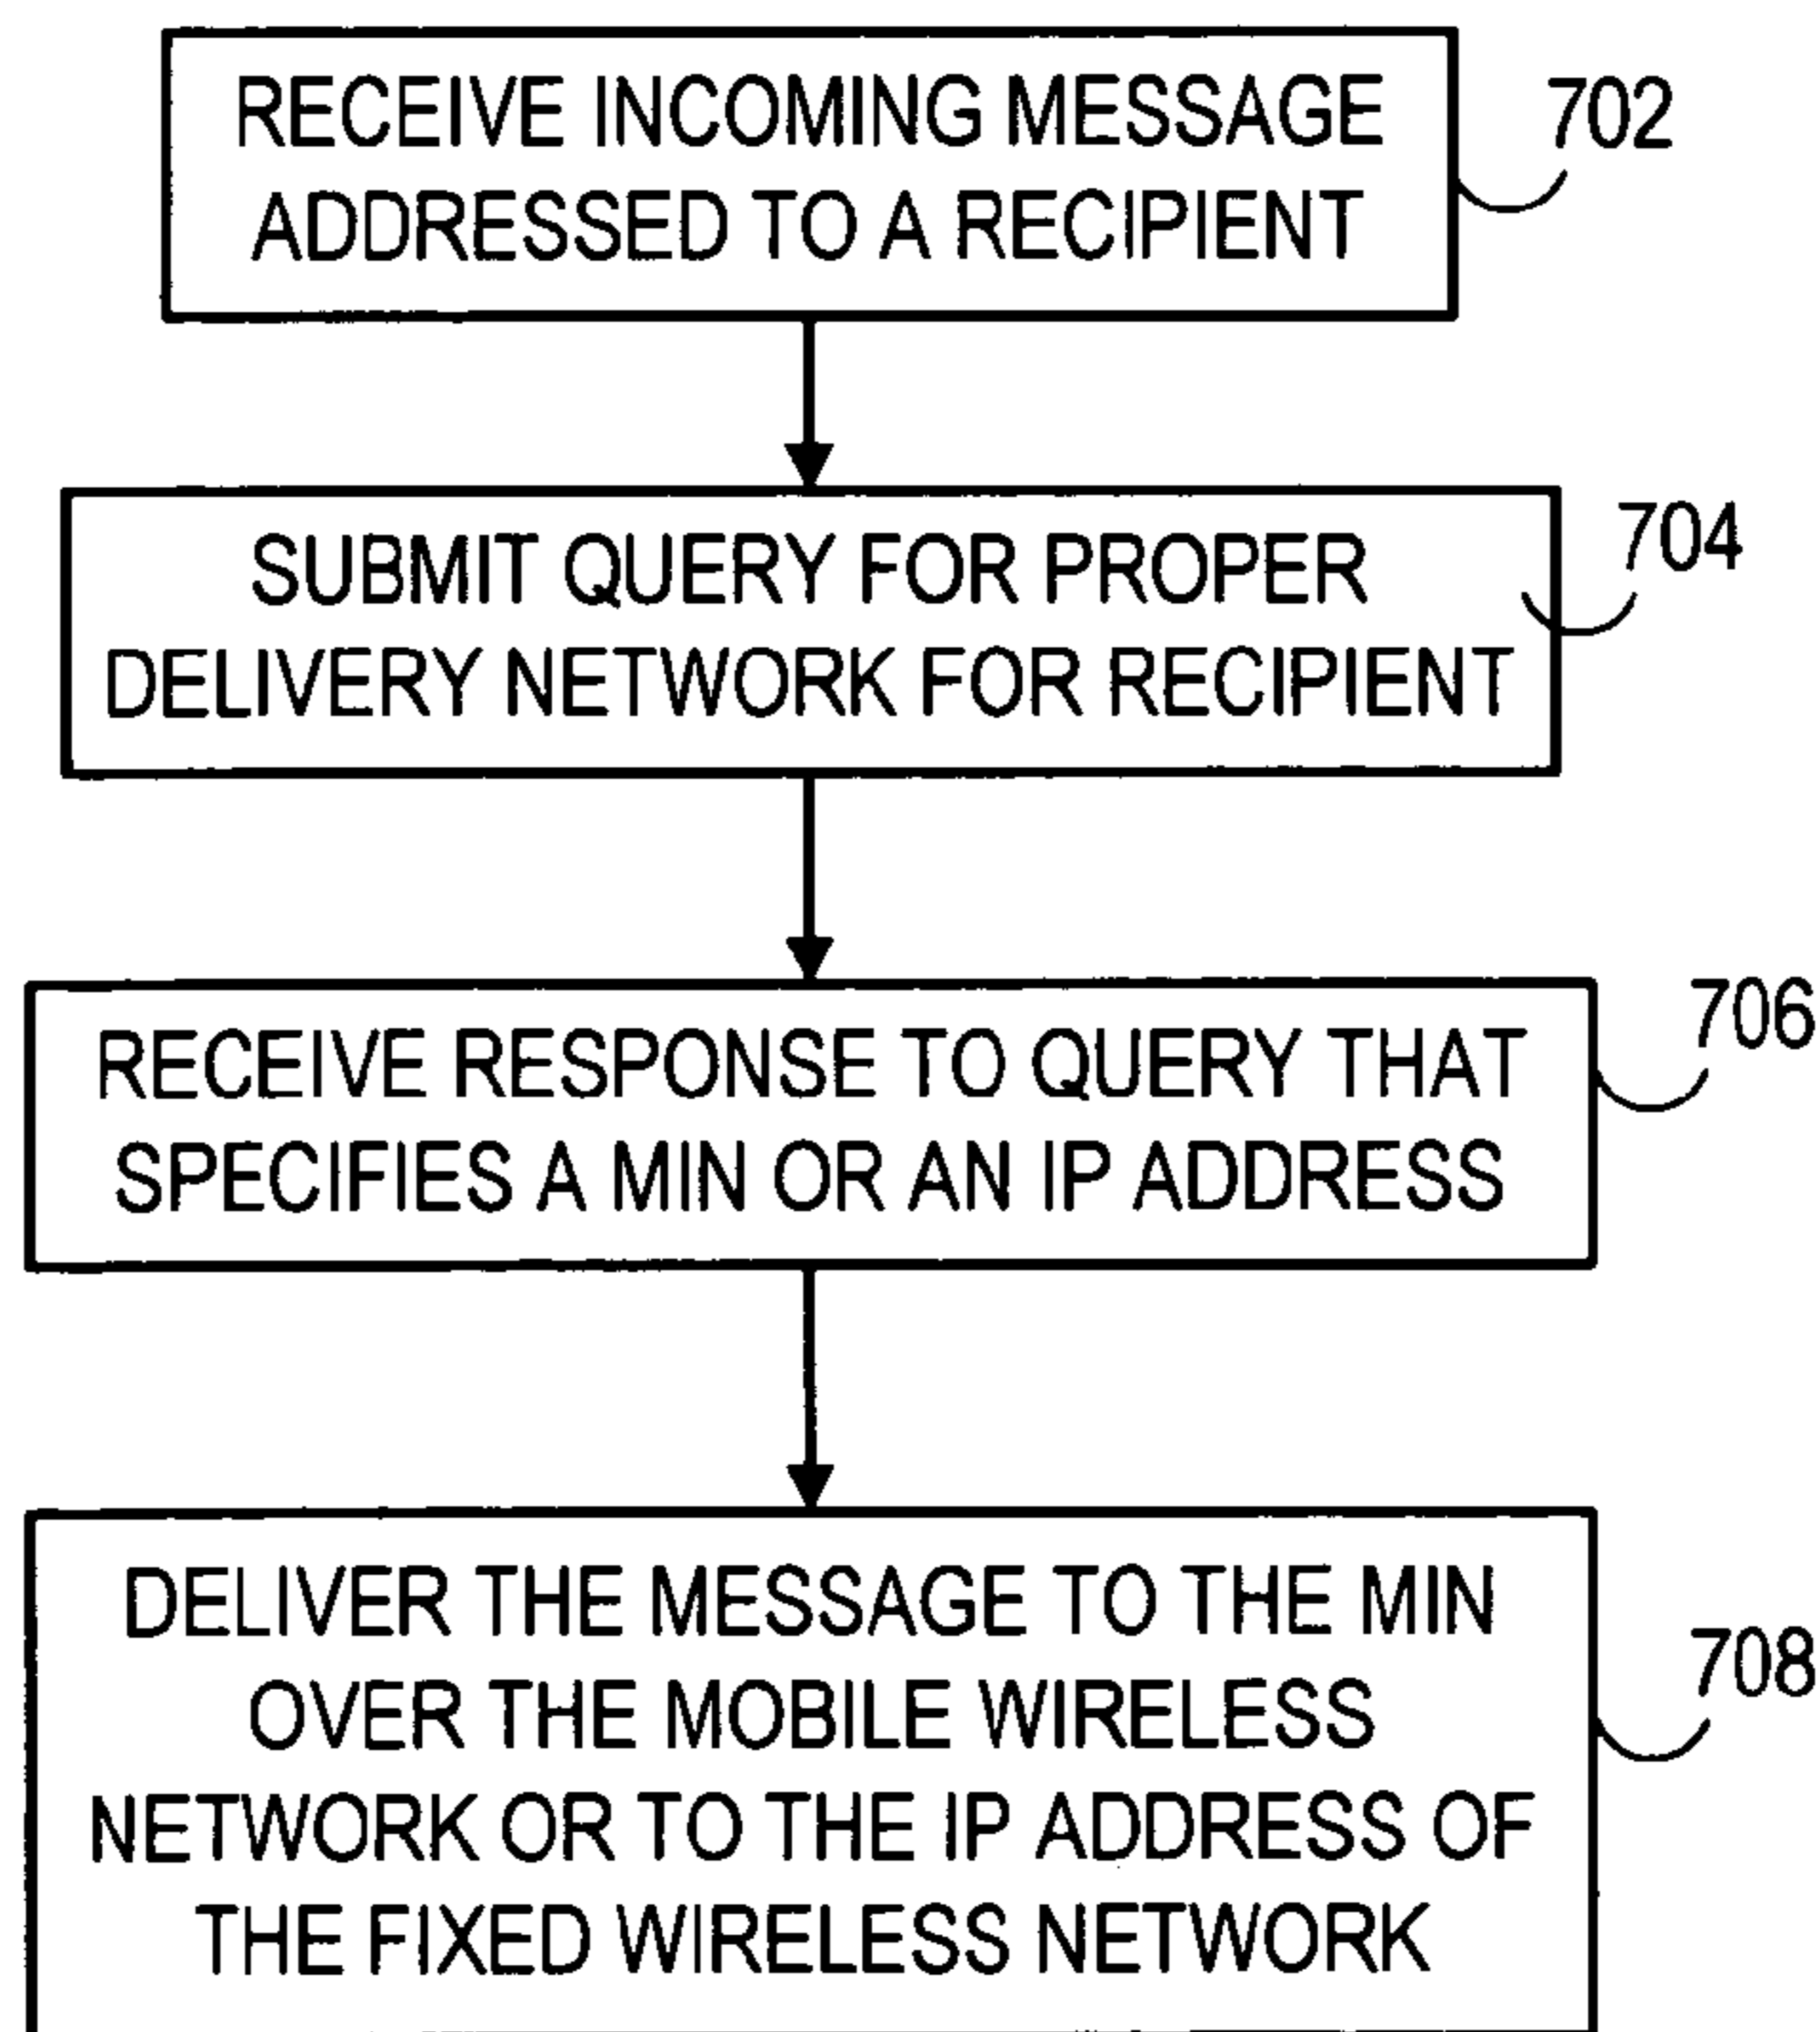 RECEIVE INCOMING MESSAGE
ADDRESSED TO A RECIPIENT
702
SUBMIT QUERY FOR PROPER
DELIVERY NETWORK FOR RECIPIENT
704
RECEIVE RESPONSE TO QUERY THAT
SPECIFIES A MIN OR AN IP ADDRESS
706
DELIVER THE MESSAGE TO THE MIN
OVER THE MOBILE WIRELESS
NETWORK OR TO THE IP ADDRESS OF
THE FIXED WIRELESS NETWORK
708